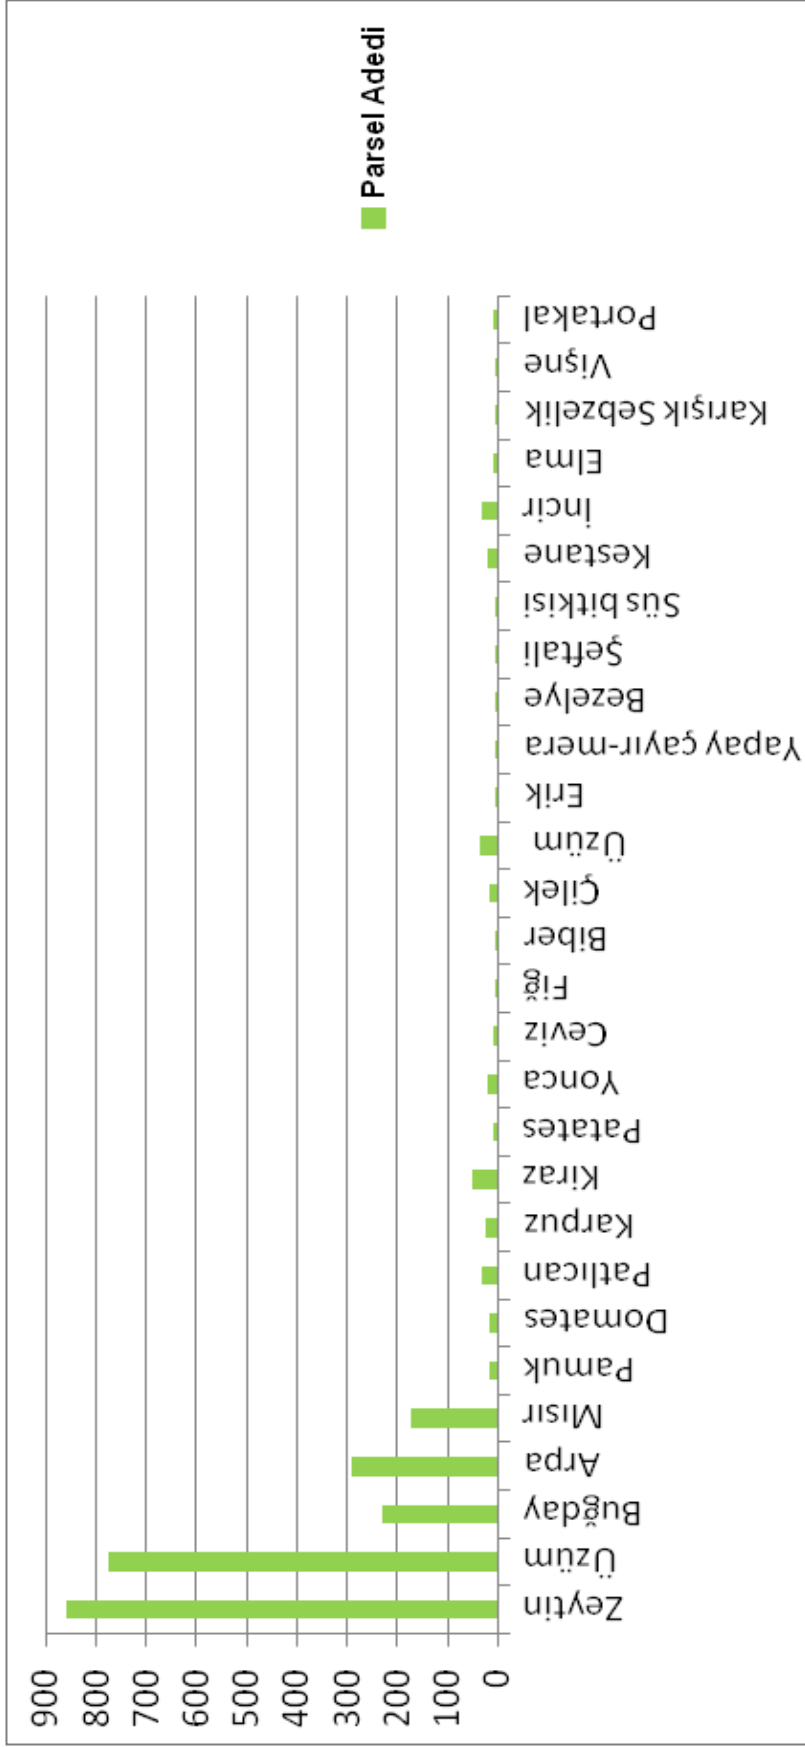 900
800
700
600
500
400
300
200
100
0
Zeytin
Üzüm
Buğday
Arpa
Mısır
Pamuk
Domates
Patlıcan
Karpuz
Kiraz
Patates
Yonca
Ceviz
Fiğ
Biber
Çilek
Üzüm
Erik
Yapay çayır-mera
Bezelye
Şeftali
Süs bitkisi
Kestane
İncir
Elma
Karışık Sebzelik
Vişne
Portakal
Parsel Adedi